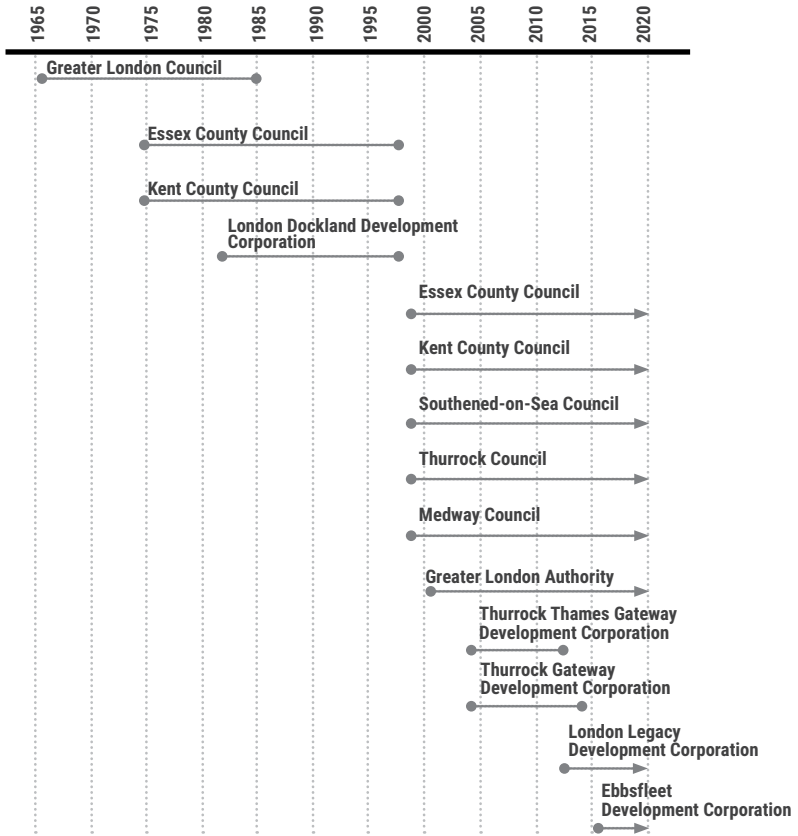 1965
1970
1975
1980
1985
1990
1995
2000
2005
2010
2015
2020
Greater London Council
Essex County Council
Kent County Council
London Dockland Development
Corporation
Essex County Council
Kent County Council
Southened-on-Sea Council
Thurrock Council
Medway Council
Greater London Authority
Thurrock Thames Gateway
Development Corporation
Thurrock Gateway
Development Corporation
London Legacy
Development Corporation
Ebbsfleet
Development Corporation